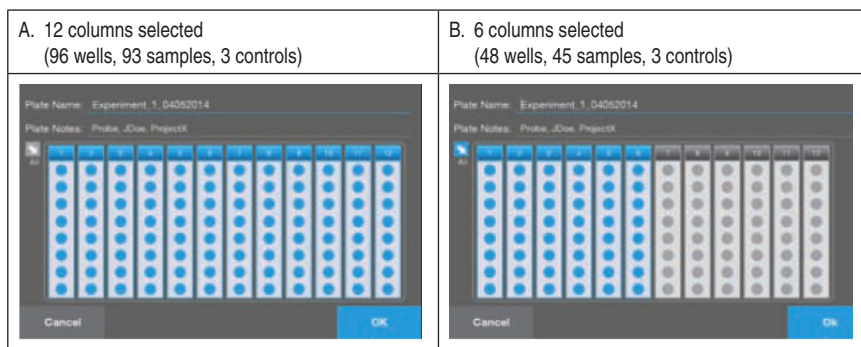 A. 12 columns selected
(96 wells, 93 samples, 3 controls)
B. 6 columns selected
(48 wells, 45 samples, 3 controls)
Plate Name: Experiment_1_04052014
Plate Notes: Probe, JDoe, ProjectX
All
1 2 3 4 5 6 7 8 9 10 11 12
Cancel OK
Plate Name: Experiment_1_04052014
Plate Notes: Probe, JDoe, ProjectX
All
1 2 3 4 5 6 7 8 9 10 11 12
Cancel Ok